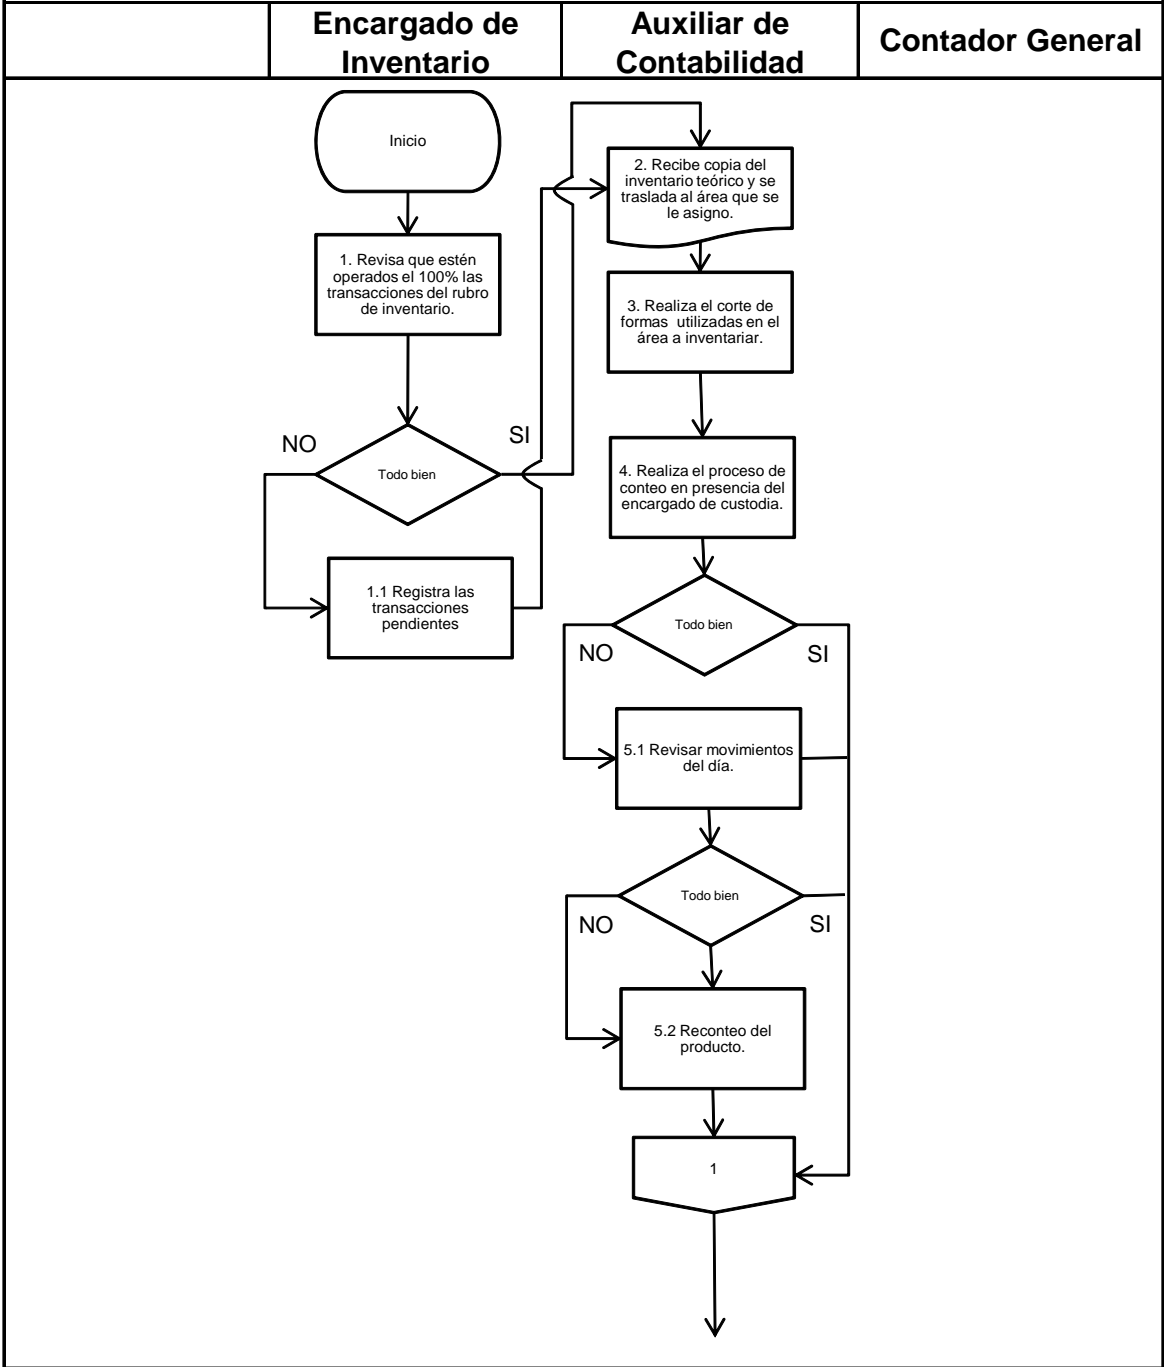 Encargado de
Inventario
Auxiliar de
Contabilidad
Contador General
Inicio
1. Revisa que estén
operados el 100% las
transacciones del rubro
de inventario.
NO
Todo bien
SI
1.1 Registra las
transacciones
pendientes
2. Recibe copia del
inventario teórico y se
traslada al área que se
le asigno.
3. Realiza el corte de
formas utilizadas en el
área a inventariar.
4. Realiza el proceso de
conteo en presencia del
encargado de custodia.
Todo bien
NO
SI
5.1 Revisar movimientos
del día.
Todo bien
NO
SI
5.2 Reconteo del
producto.
1